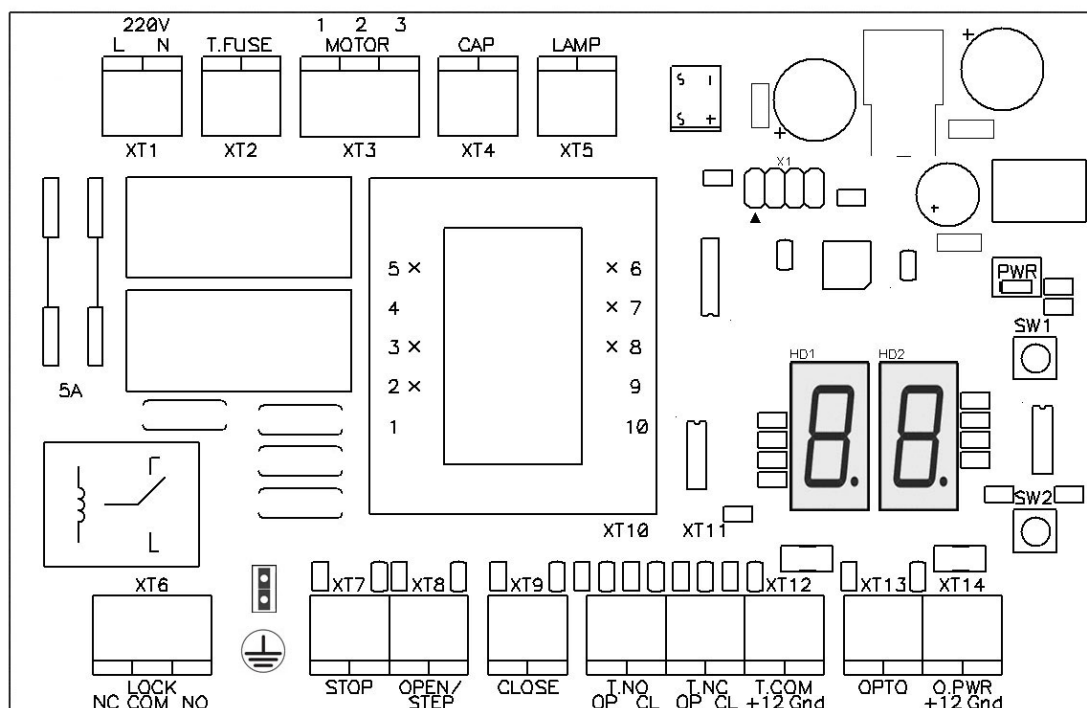 220V 1 2 3
L N T.FUSE MOTOR CAP LAMP
XT1 XT2 XT3 XT4 XT5
S –
S +
+
+
X1
+
5 × × 6
4 × 7
3 × × 8
2 × 9
1 10
PWR
SW1
HD1 HD2
8. 8.
5A
SW2
XT10 XT11
XT6 XT7 XT8 XT9 XT12 XT13 XT14
LOCK STOP OPEN/ CLOSE T.NO T.NC T.COM OPTO O.PWR
NC COM NO STEP OP CL OP CL +12 Gnd +12 Gnd